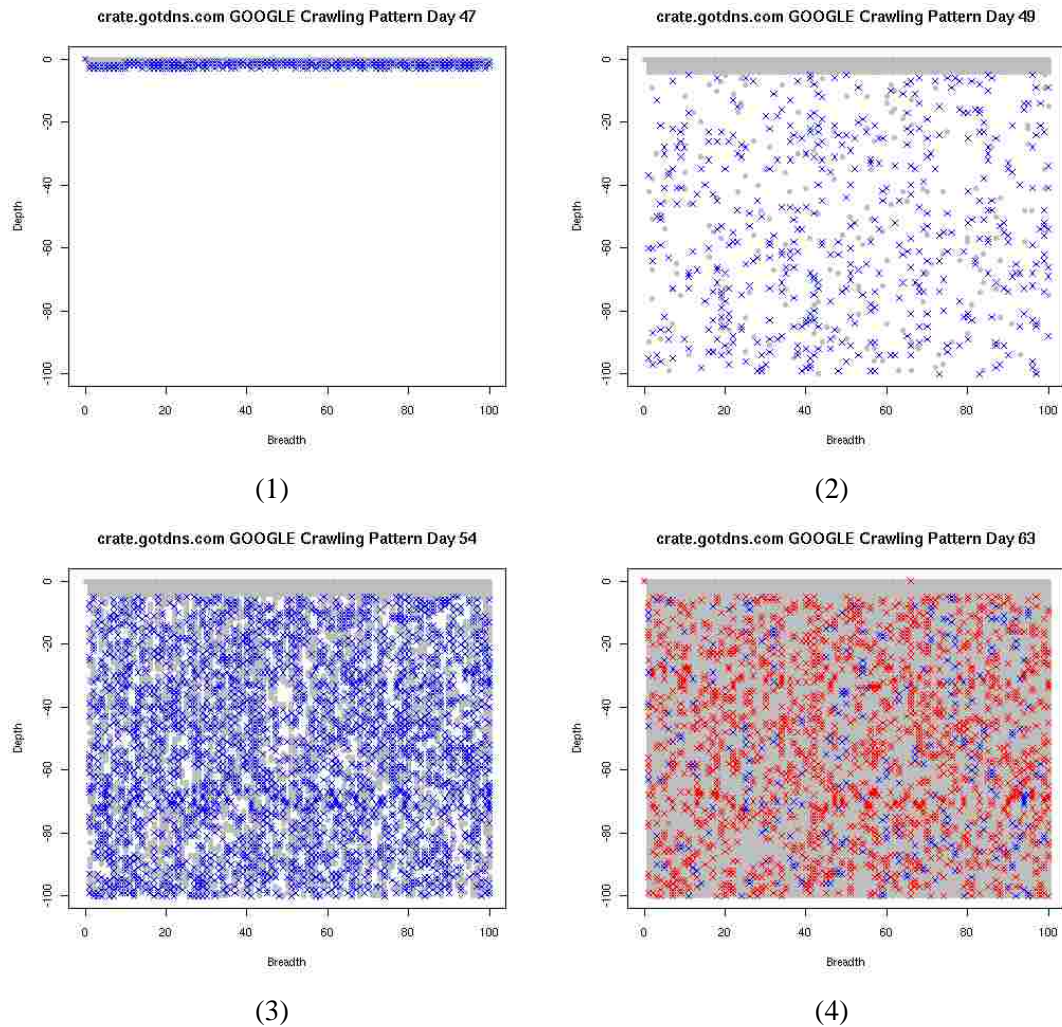 crate.gotdns.com GOOGLE Crawling Pattern Day 47
0
-20
-40
-60
-80
-100
Depth
0 20 40 60 80 100
Breadth
(1)
crate.gotdns.com GOOGLE Crawling Pattern Day 49
0
-20
-40
-60
-80
-100
Depth
0 20 40 60 80 100
Breadth
(2)
crate.gotdns.com GOOGLE Crawling Pattern Day 54
0
-20
-40
-60
-80
-100
Depth
0 20 40 60 80 100
Breadth
(3)
crate.gotdns.com GOOGLE Crawling Pattern Day 63
0
-20
-40
-60
-80
-100
Depth
0 20 40 60 80 100
Breadth
(4)